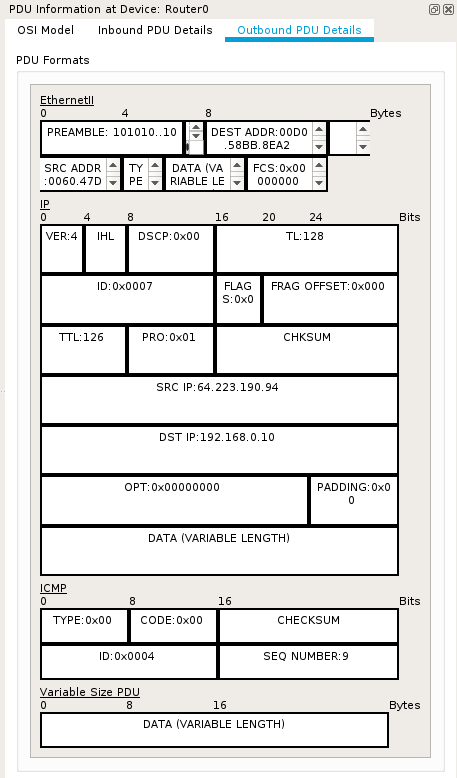 PDU Information at Device: Router0
OSI Model Inbound PDU Details Outbound PDU Details
PDU Formats
EthernetII
0 4 8 Bytes
PREAMBLE: 101010..10 DEST ADDR:00D0
.58BB.8EA2
SRC ADDR TY DATA (VA FCS:0x00
:0060.47D PE RIABLE LE 000000
IP
0 4 8 16 20 24 Bits
VER:4 IHL DSCP:0x00 TL:128
ID:0x0007 FLAG FRAG OFFSET:0x000
S:0x0
TTL:126 PRO:0x01 CHKSUM
SRC IP:64.223.190.94
DST IP:192.168.0.10
OPT:0x00000000 PADDING:0x0
0
DATA (VARIABLE LENGTH)
ICMP
0 8 16 Bits
TYPE:0x00 CODE:0x00 CHECKSUM
ID:0x0004 SEQ NUMBER:9
Variable Size PDU
0 8 16 Bytes
DATA (VARIABLE LENGTH)